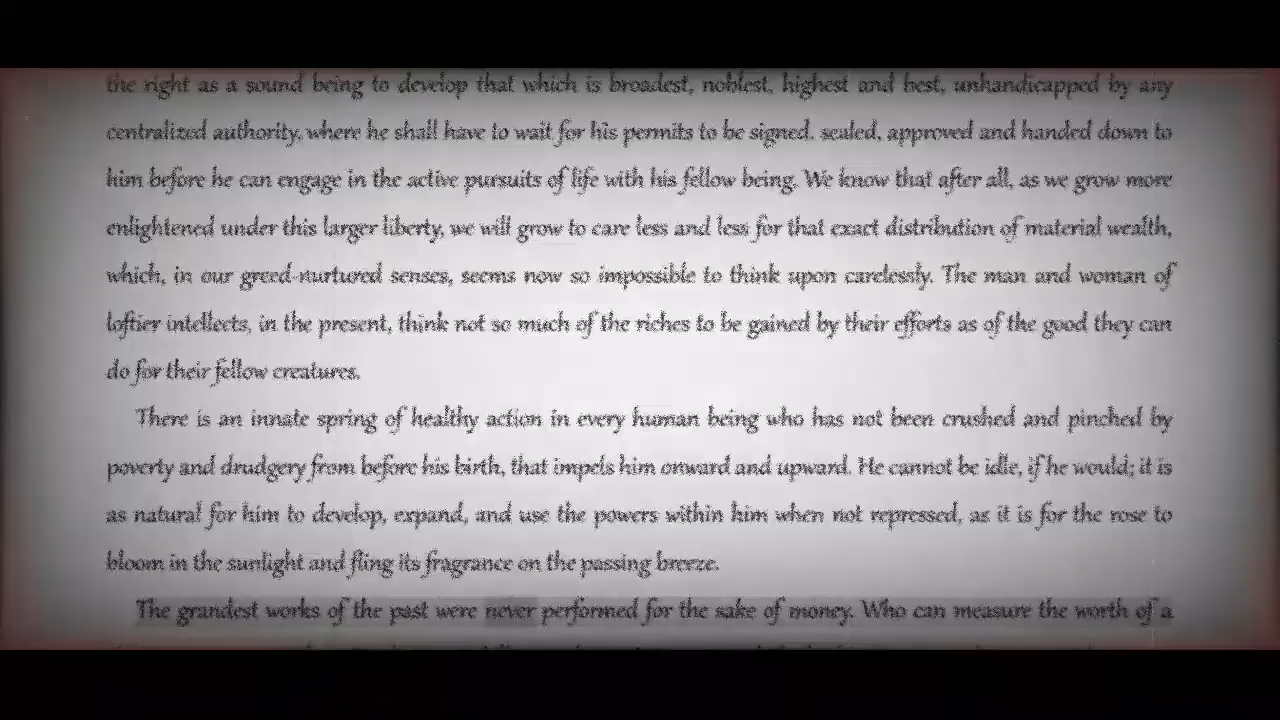 the right as a sound being to develop that which is broadest, noblest, highest and best, unhandicapped by any
centralized authority, where he shall have to wait for his permits to be signed, sealed, approved and handed down to
him before he can engage in the active pursuits of life with his fellow being. We know that after all, as we grow more
enlightened under this larger liberty, we will grow to care less and less for that exact distribution of material wealth,
which, in our greed-nurtured senses, seems now so impossible to think upon carelessly. The man and woman of
loftier intellects, in the present, think not so much of the riches to be gained by their efforts as of the good they can
do for their fellow creatures.
There is an innate spring of healthy action in every human being who has not been crushed and pinched by
poverty and drudgery from before his birth, that impels him onward and upward. He cannot be idle, if he would; it is
as natural for him to develop, expand, and use the powers within him when not repressed, as it is for the rose to
bloom in the sunlight and fling its fragrance on the passing breeze.
The grandest works of the past were never performed for the sake of money. Who can measure the worth of a